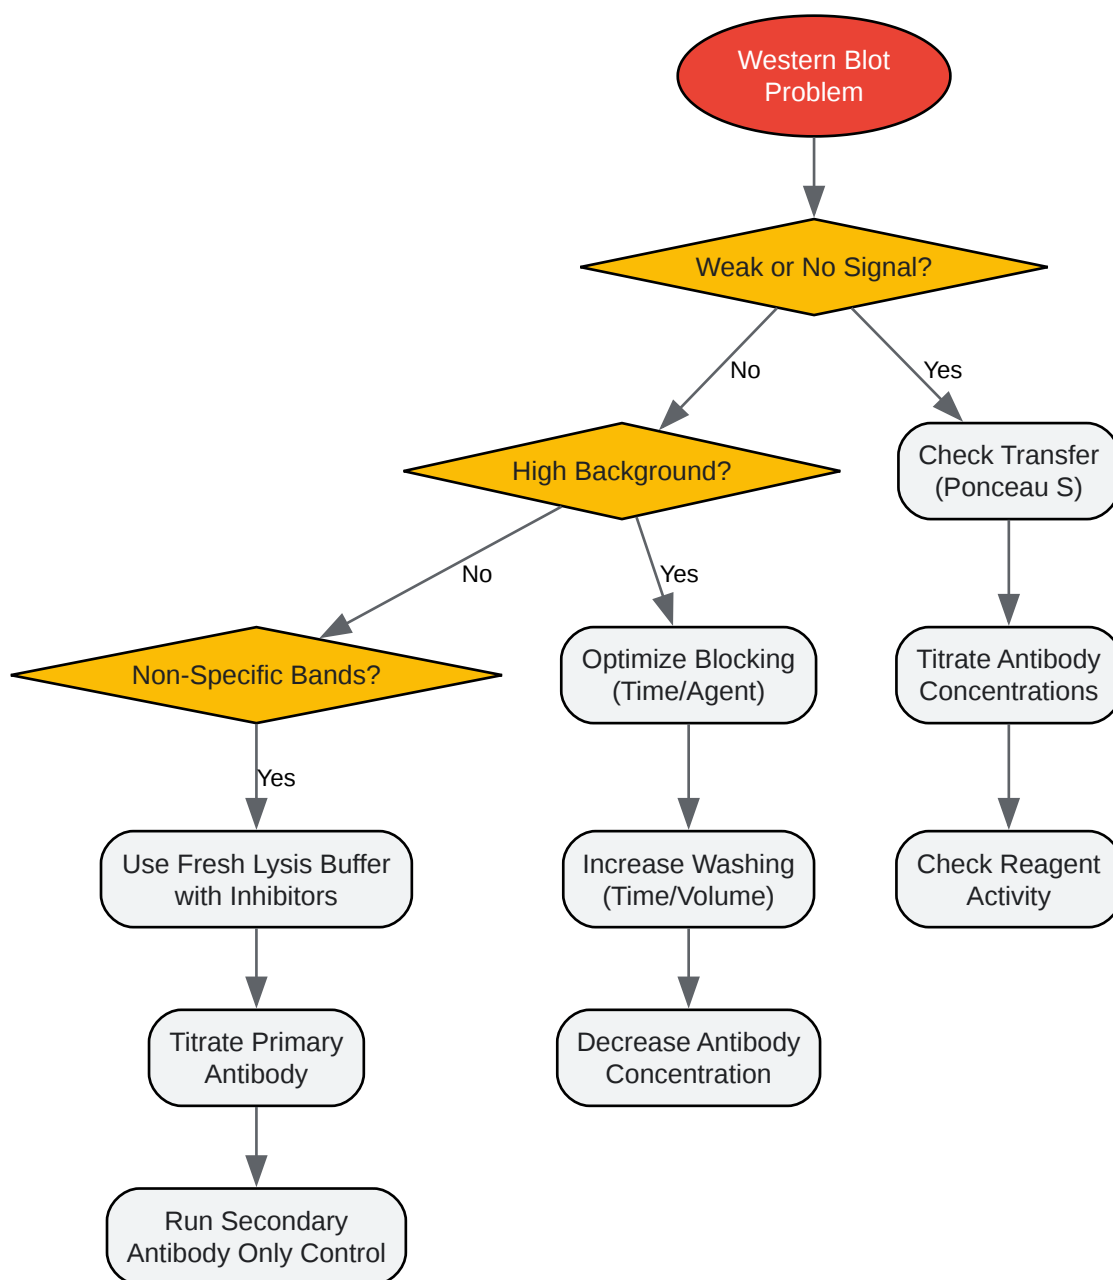 Western Blot
Problem
Weak or No Signal?
No
Yes
High Background?
Check Transfer
(Ponceau S)
No
Yes
Non-Specific Bands?
Optimize Blocking
(Time/Agent)
Titrate Antibody
Concentrations
Yes
Use Fresh Lysis Buffer
with Inhibitors
Increase Washing
(Time/Volume)
Check Reagent
Activity
Titrate Primary
Antibody
Decrease Antibody
Concentration
Run Secondary
Antibody Only Control